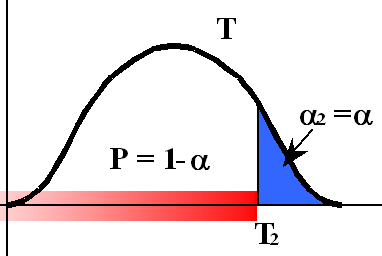 T
α₂ = α
P = 1- α
T₂